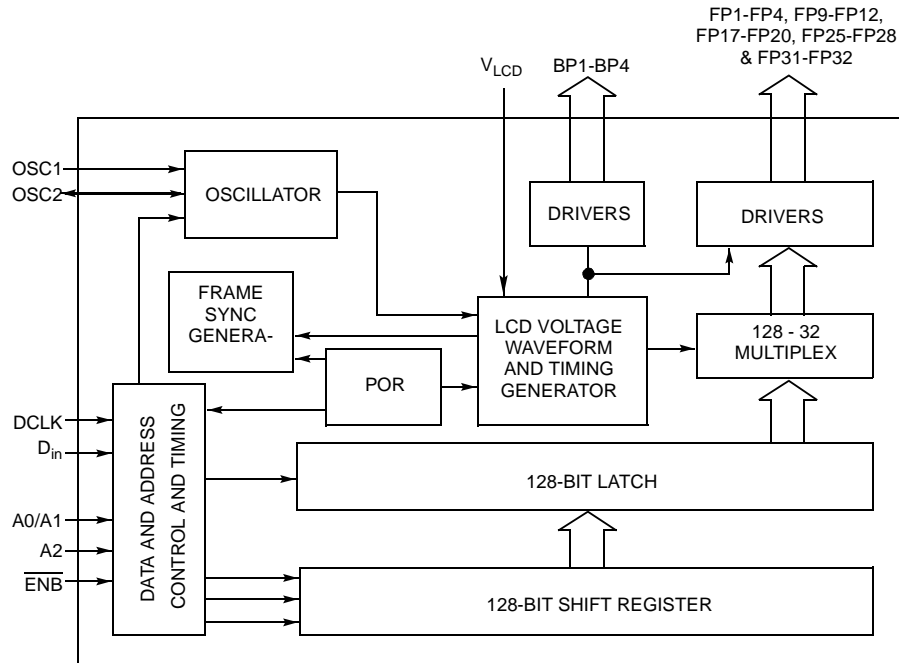 FP1-FP4, FP9-FP12,
FP17-FP20, FP25-FP28
& FP31-FP32
VLCD
BP1-BP4
OSC1
OSC2
OSCILLATOR
DRIVERS
DRIVERS
FRAME
SYNC
GENERA-
LCD VOLTAGE
WAVEFORM
AND TIMING
GENERATOR
128 - 32
MULTIPLEX
POR
DCLK
Din
A0/A1
A2
ENB
DATA AND ADDRESS
CONTROL AND TIMING
128-BIT LATCH
128-BIT SHIFT REGISTER